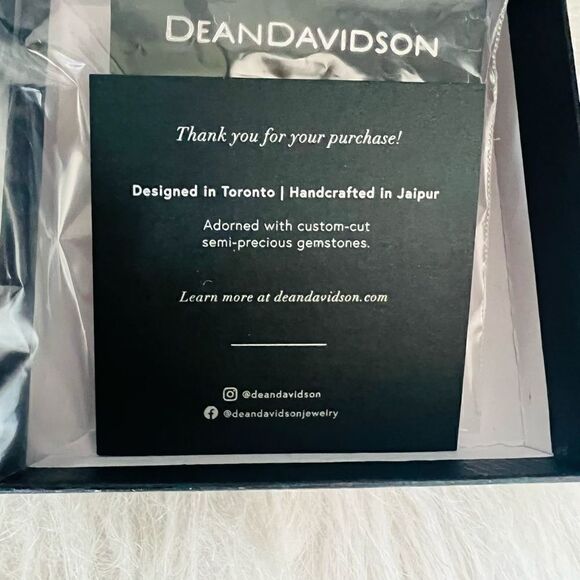 DEANDAVIDSON
Thank you for your purchase!
Designed in Toronto | Handcrafted in Jaipur
Adorned with custom-cut
semi-precious gemstones.
Learn more at deandavidson.com
@deandavidson
@deandavidsonjewelry